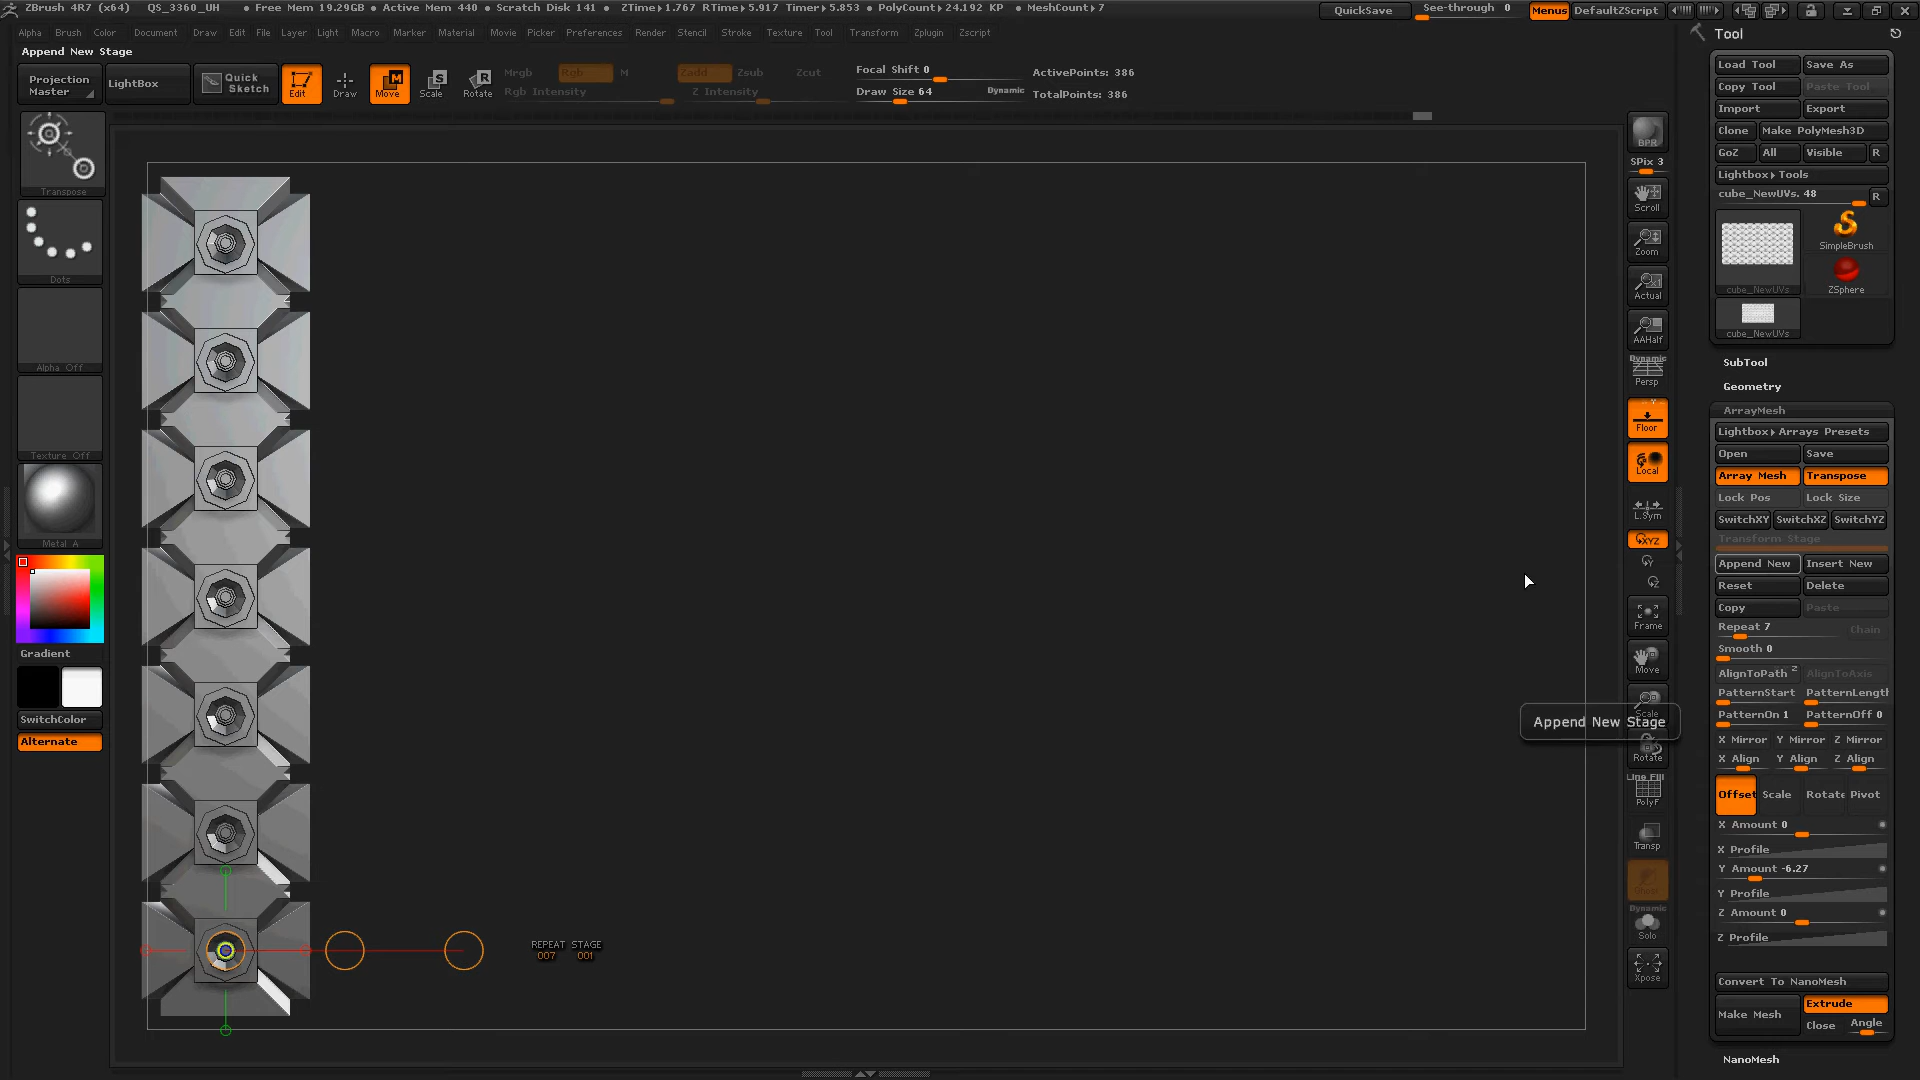 ZBrush 4R7 (x64)    QS_3360_UH    • Free Mem 19.29GB • Active Mem 440 • Scratch Disk 141 •  ZTime▸1.767 RTime▸5.917 Timer▸5.853 • PolyCount▸24.192 KP  • MeshCount▸7
QuickSave
See-through 0
Menus
DefaultZScript
Alpha Brush Color Document Draw Edit File Layer Light Macro Marker Material Movie Picker Preferences Render Stencil Stroke Texture Tool Transform Zplugin Zscript
Append New Stage
Projection Master
LightBox
Quick Sketch
Edit
Draw
Move
Scale
Rotate
Mrgb Rgb M
Rgb Intensity
Zadd Zsub Zcut
Z Intensity
Focal Shift 0
Draw Size 64
Dynamic
ActivePoints: 386
TotalPoints: 386
Transpose
Dots
Alpha Off
Texture Off
Metal A
Gradient
SwitchColor
Alternate
REPEAT STAGE
007 001
BPR
SPix 3
Scroll
Zoom
Actual
AAHalf
Dynamic
Persp
Floor
Local
L.Sym
XYZ
Frame
Move
Scale
Append New Stage
Rotate
Line Fill
PolyF
Transp
Ghost
Dynamic
Solo
Xpose
Tool
Load Tool Save As
Copy Tool Paste Tool
Import Export
Clone Make PolyMesh3D
GoZ All Visible R
Lightbox▸Tools
cube_NewUVs. 48 R
cube_NewUVs
SimpleBrush
ZSphere
cube_NewUVs
SubTool
Geometry
ArrayMesh
Lightbox▸Arrays Presets
Open Save
Array Mesh Transpose
Lock Pos Lock Size
SwitchXY SwitchXZ SwitchYZ
Transform Stage
Append New Insert New
Reset Delete
Copy Paste
Repeat 7 Chain
Smooth 0
AlignToPath AlignToAxis
PatternStart PatternLength
PatternOn 1 PatternOff 0
X Mirror Y Mirror Z Mirror
X Align Y Align Z Align
Offset Scale Rotate Pivot
X Amount 0
X Profile
Y Amount -6.27
Y Profile
Z Amount 0
Z Profile
Convert To NanoMesh
Make Mesh
Extrude
Close Angle
NanoMesh